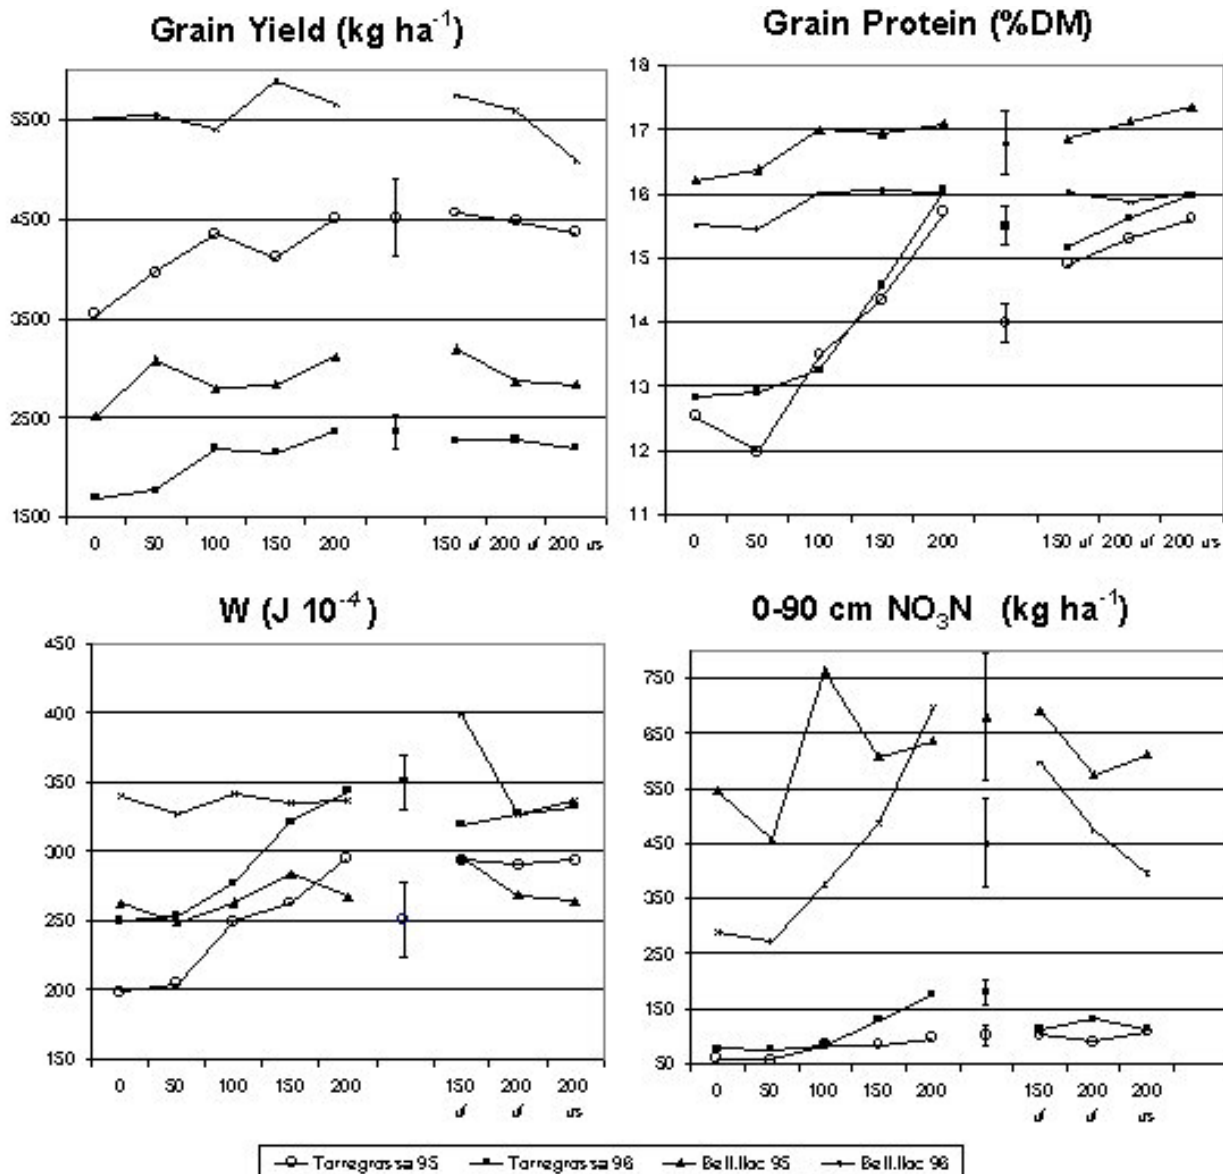 Grain Yield (kg ha⁻¹)
5500
4500
3500
2500
1500
0 50 100 150 200 150 uf 200 uf 200 us
Grain Protein (%DM)
18
17
16
15
14
13
12
11
0 50 100 150 200 150 uf 200 uf 200 us
W (J 10⁻⁴)
450
400
350
300
250
200
150
0 50 100 150 200 150 200 200
uf uf us
0-90 cm NO₃N (kg ha⁻¹)
750
650
550
450
350
250
150
50
0 50 100 150 200 150 200 200
uf uf us
Torregrossa 95 Torregrossa 96 Bell.lloc 95 Bell.lloc 96